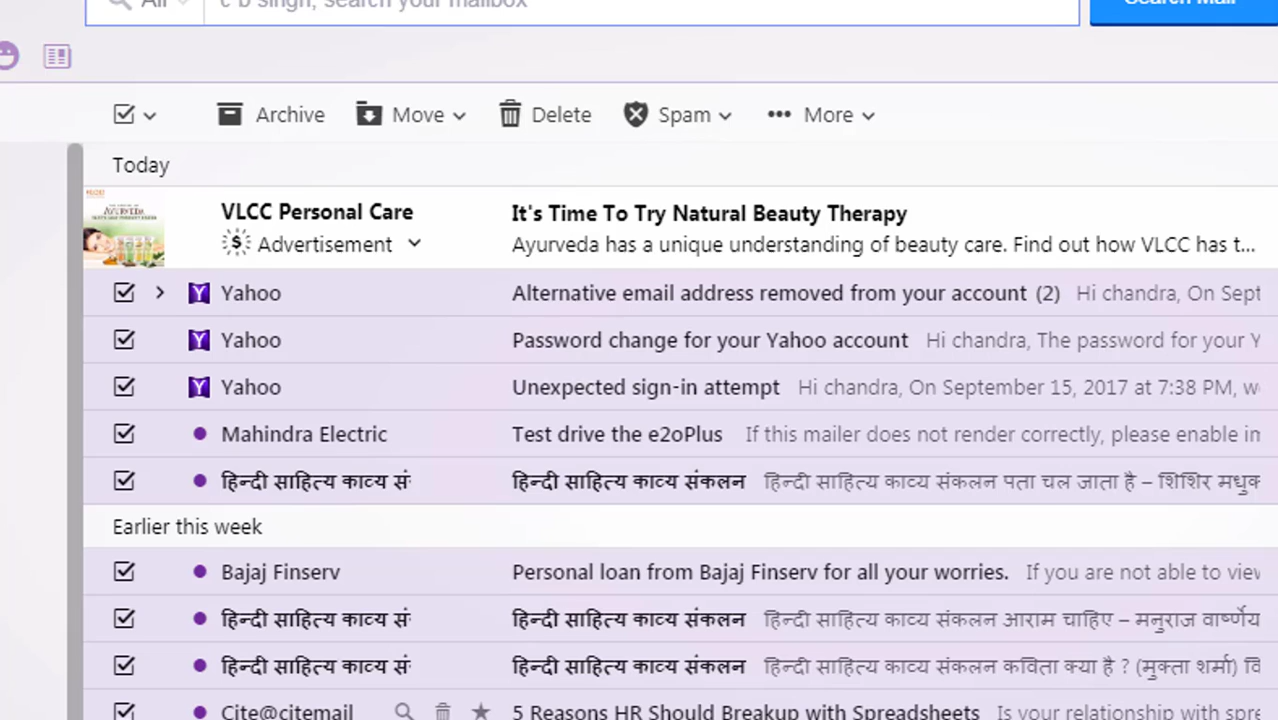 All c b singh, search your mailbox Search Mail
Archive Move Delete Spam More
Today
VLCC Personal Care It's Time To Try Natural Beauty Therapy
Advertisement Ayurveda has a unique understanding of beauty care. Find out how VLCC has t...
Yahoo Alternative email address removed from your account (2) Hi chandra, On Sept
Yahoo Password change for your Yahoo account Hi chandra, The password for your Y
Yahoo Unexpected sign-in attempt Hi chandra, On September 15, 2017 at 7:38 PM, w
Mahindra Electric Test drive the e2oPlus If this mailer does not render correctly, please enable im
हिन्दी साहित्य काव्य सं हिन्दी साहित्य काव्य संकलन हिन्दी साहित्य काव्य संकलन पता चल जाता है – शिशिर मधुक
Earlier this week
Bajaj Finserv Personal loan from Bajaj Finserv for all your worries. If you are not able to view
हिन्दी साहित्य काव्य सं हिन्दी साहित्य काव्य संकलन हिन्दी साहित्य काव्य संकलन आराम चाहिए – मनुराज वार्ष्णेय
हिन्दी साहित्य काव्य सं हिन्दी साहित्य काव्य संकलन हिन्दी साहित्य काव्य संकलन कविता क्या है ? (मुक्ता शर्मा) वि
Cite@citemail 5 Reasons HR Should Breakup with Spreadsheets Is your relationship with spre